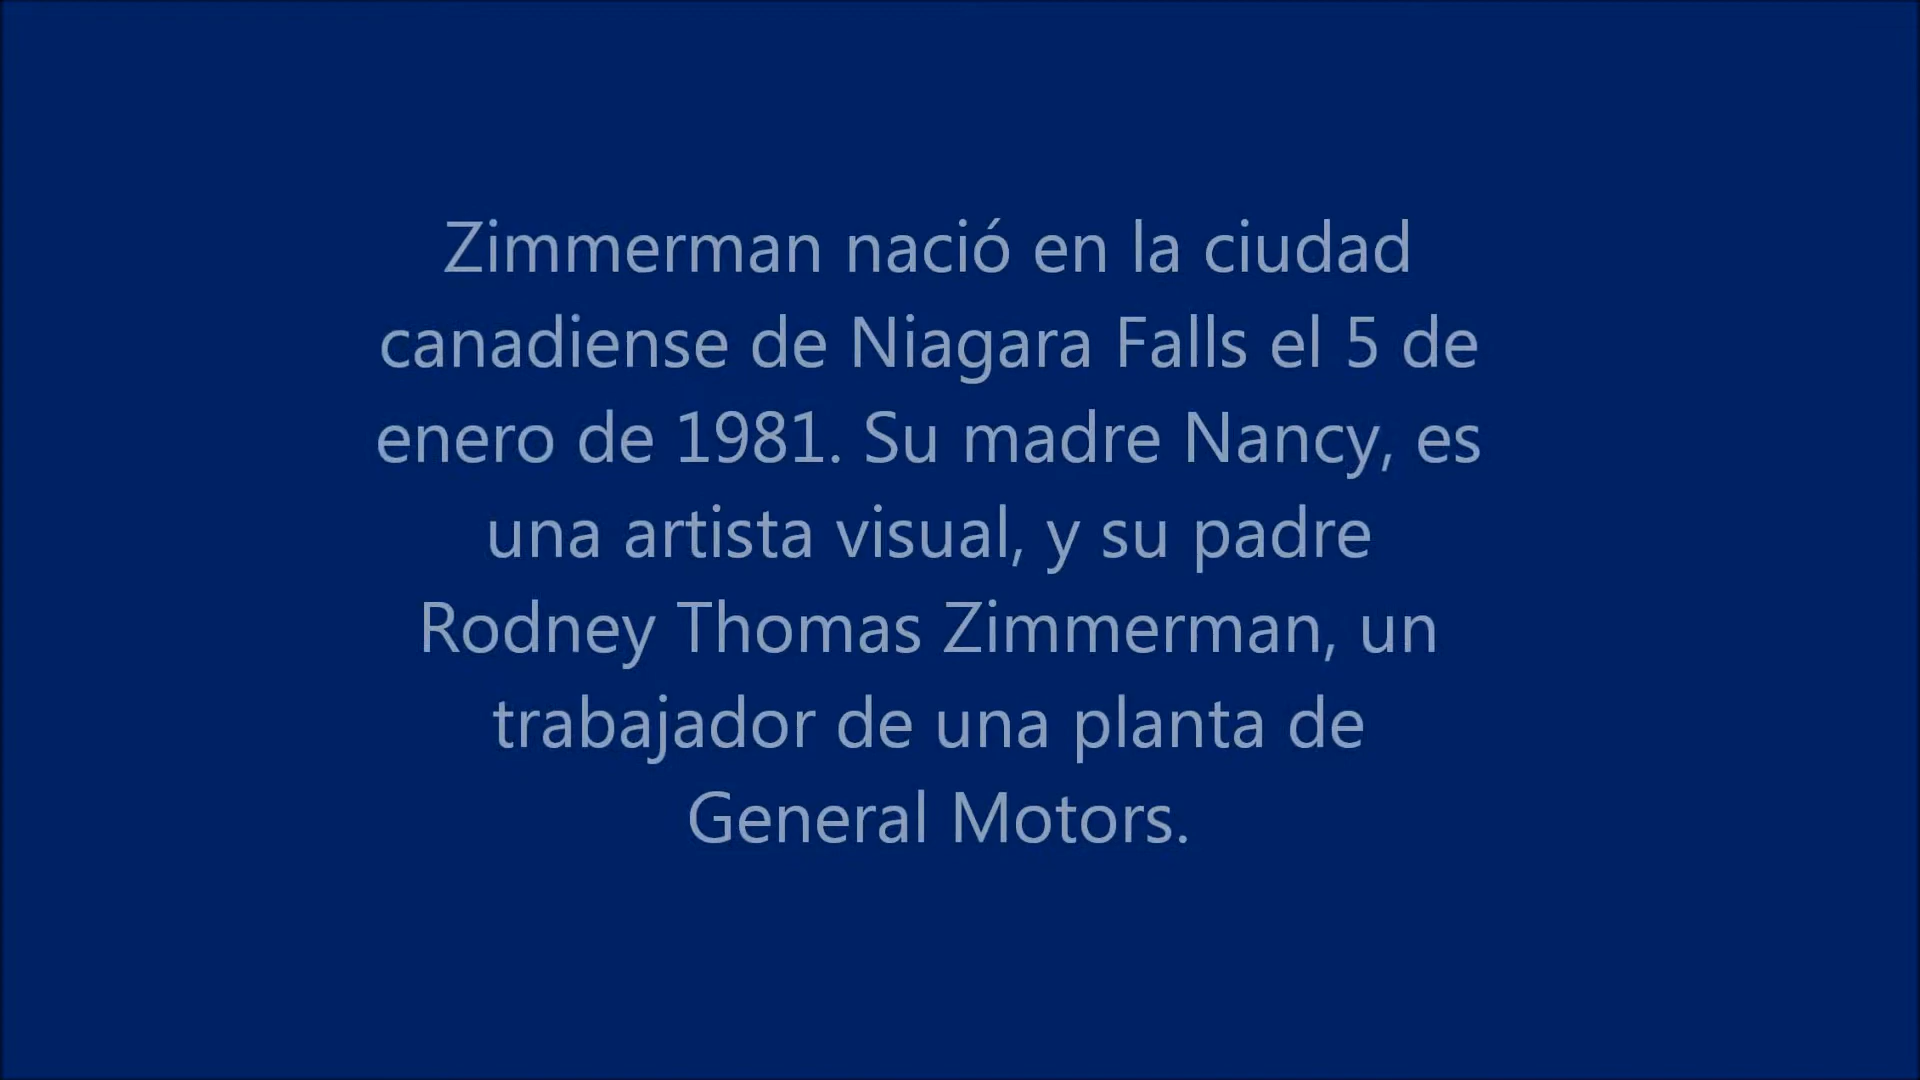 Zimmerman nació en la ciudad
canadiense de Niagara Falls el 5 de
enero de 1981. Su madre Nancy, es
una artista visual, y su padre
Rodney Thomas Zimmerman, un
trabajador de una planta de
General Motors.